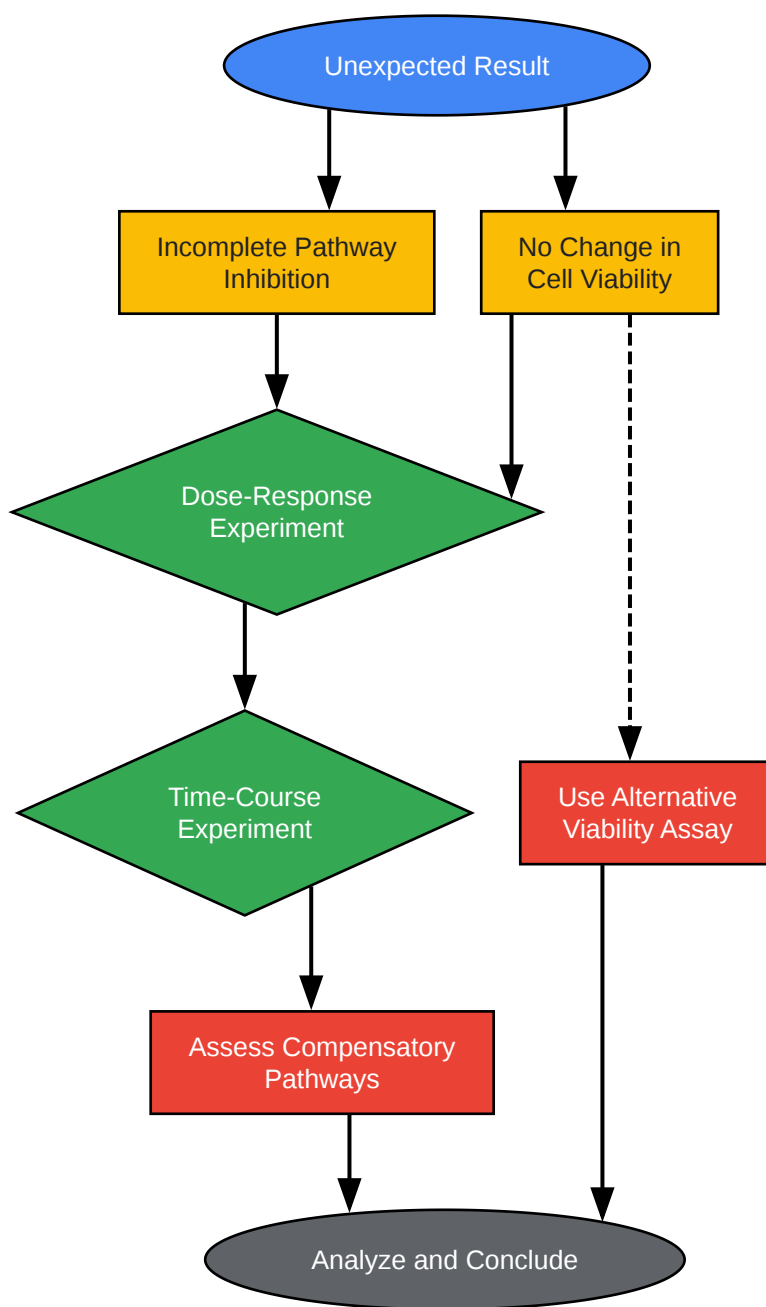 Unexpected Result
Incomplete Pathway
Inhibition
No Change in
Cell Viability
Dose-Response
Experiment
Time-Course
Experiment
Use Alternative
Viability Assay
Assess Compensatory
Pathways
Analyze and Conclude